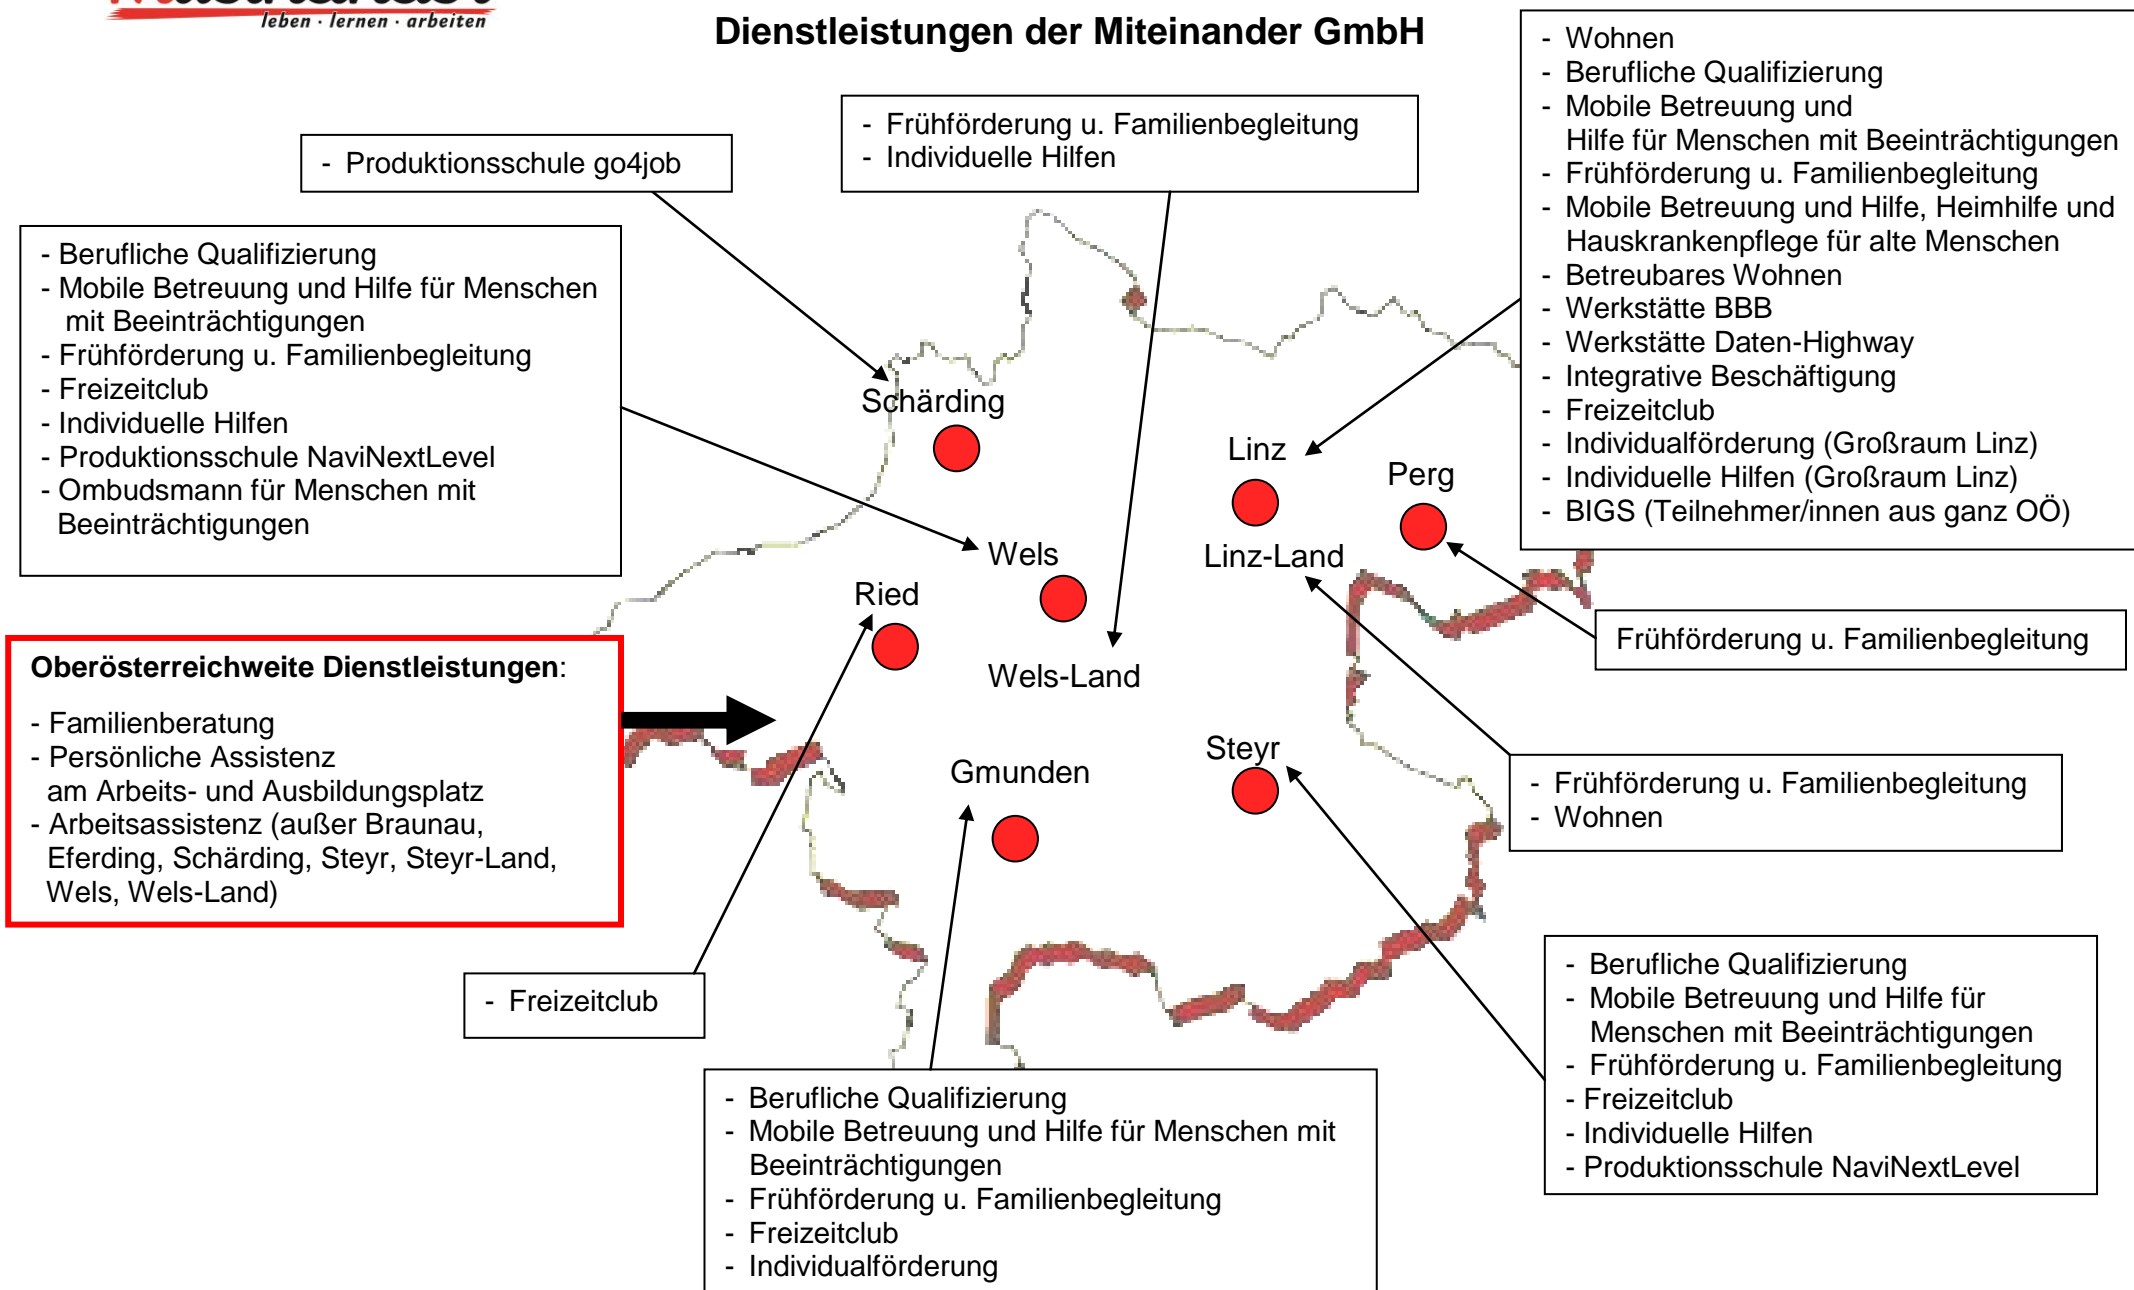 leben · lernen · arbeiten
Dienstleistungen der Miteinander GmbH
- Produktionsschule go4job
- Frühförderung u. Familienbegleitung
- Individuelle Hilfen
- Wohnen
- Berufliche Qualifizierung
- Mobile Betreuung und
Hilfe für Menschen mit Beeinträchtigungen
- Frühförderung u. Familienbegleitung
- Mobile Betreuung und Hilfe, Heimhilfe und
Hauskrankenpflege für alte Menschen
- Betreubares Wohnen
- Werkstätte BBB
- Werkstätte Daten-Highway
- Integrative Beschäftigung
- Freizeitclub
- Individualförderung (Großraum Linz)
- Individuelle Hilfen (Großraum Linz)
- BIGS (Teilnehmer/innen aus ganz OÖ)
- Berufliche Qualifizierung
- Mobile Betreuung und Hilfe für Menschen
mit Beeinträchtigungen
- Frühförderung u. Familienbegleitung
- Freizeitclub
- Individuelle Hilfen
- Produktionsschule NaviNextLevel
- Ombudsmann für Menschen mit
Beeinträchtigungen
Schärding
Linz
Perg
Wels
Linz-Land
Ried
Wels-Land
Steyr
Gmunden
Frühförderung u. Familienbegleitung
Oberösterreichweite Dienstleistungen:
- Familienberatung
- Persönliche Assistenz
am Arbeits- und Ausbildungsplatz
- Arbeitsassistenz (außer Braunau,
Eferding, Schärding, Steyr, Steyr-Land,
Wels, Wels-Land)
- Frühförderung u. Familienbegleitung
- Wohnen
- Freizeitclub
- Berufliche Qualifizierung
- Mobile Betreuung und Hilfe für
Menschen mit Beeinträchtigungen
- Frühförderung u. Familienbegleitung
- Freizeitclub
- Individuelle Hilfen
- Produktionsschule NaviNextLevel
- Berufliche Qualifizierung
- Mobile Betreuung und Hilfe für Menschen mit
Beeinträchtigungen
- Frühförderung u. Familienbegleitung
- Freizeitclub
- Individualförderung